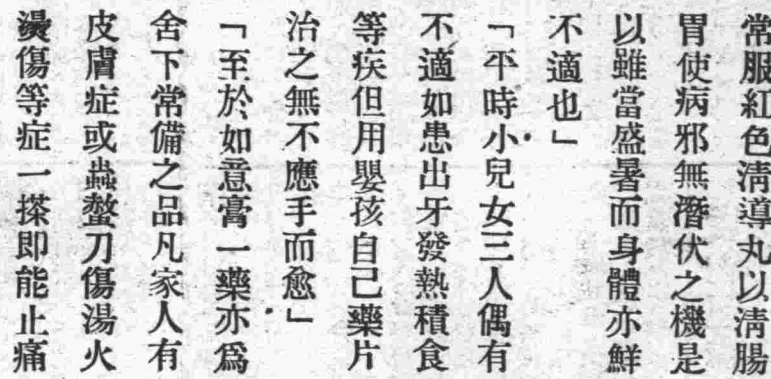 常服紅色清導丸以清腸
胃使病邪無潛伏之機是
以雖當盛暑而身體亦鮮
不適也」
「平時小兒女三人偶有
不適如患出牙發熱積食
等疾但用嬰孩自己藥片
治之無不應手而愈」
「至於如意膏一藥亦爲
舍下常備之品凡家人有
皮膚症或蟲螫刀傷湯火
燙傷等症一搽即能止痛